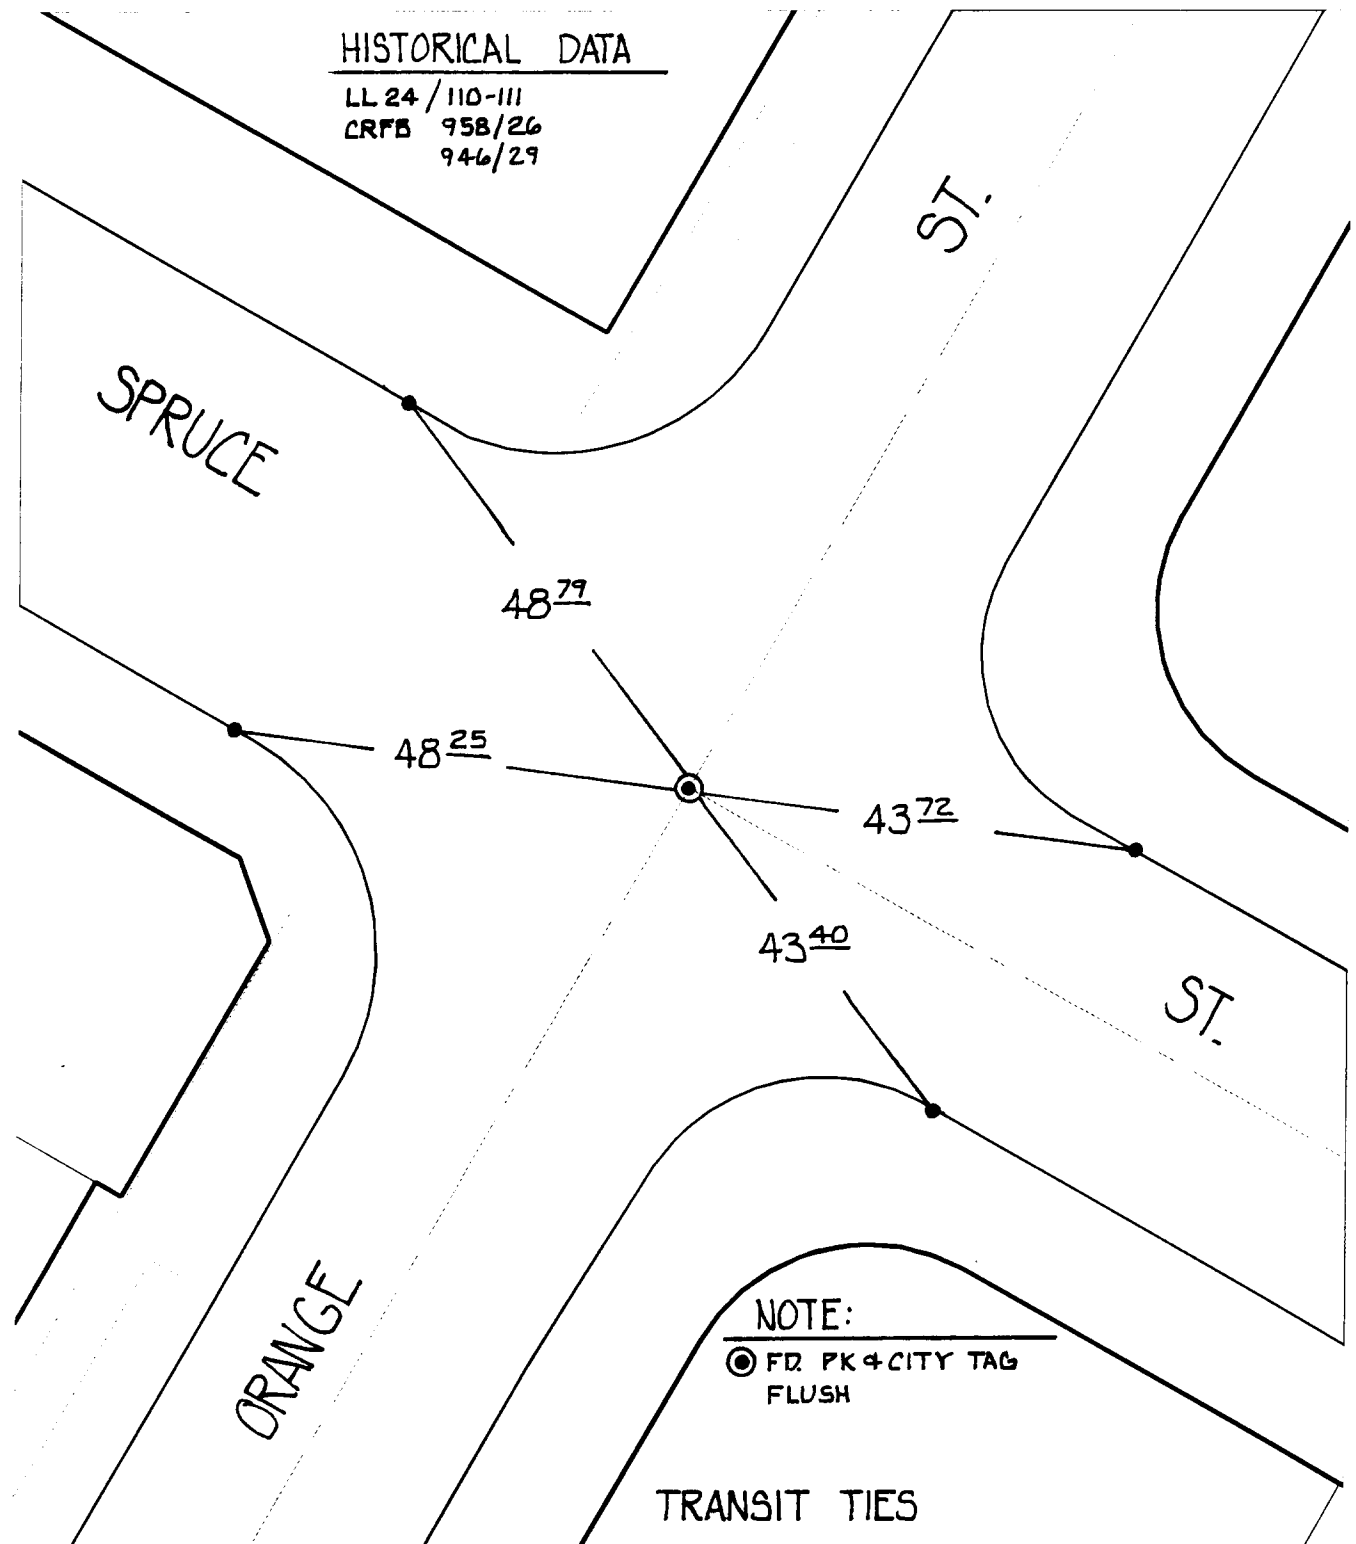 HISTORICAL DATA
LL 24 / 110-111
CRFB 958/26
946/29
ST.
SPRUCE
48 79
48 25
43 72
43 40
ST.
ORANGE
NOTE:
FD. PK & CITY TAG
FLUSH
TRANSIT TIES